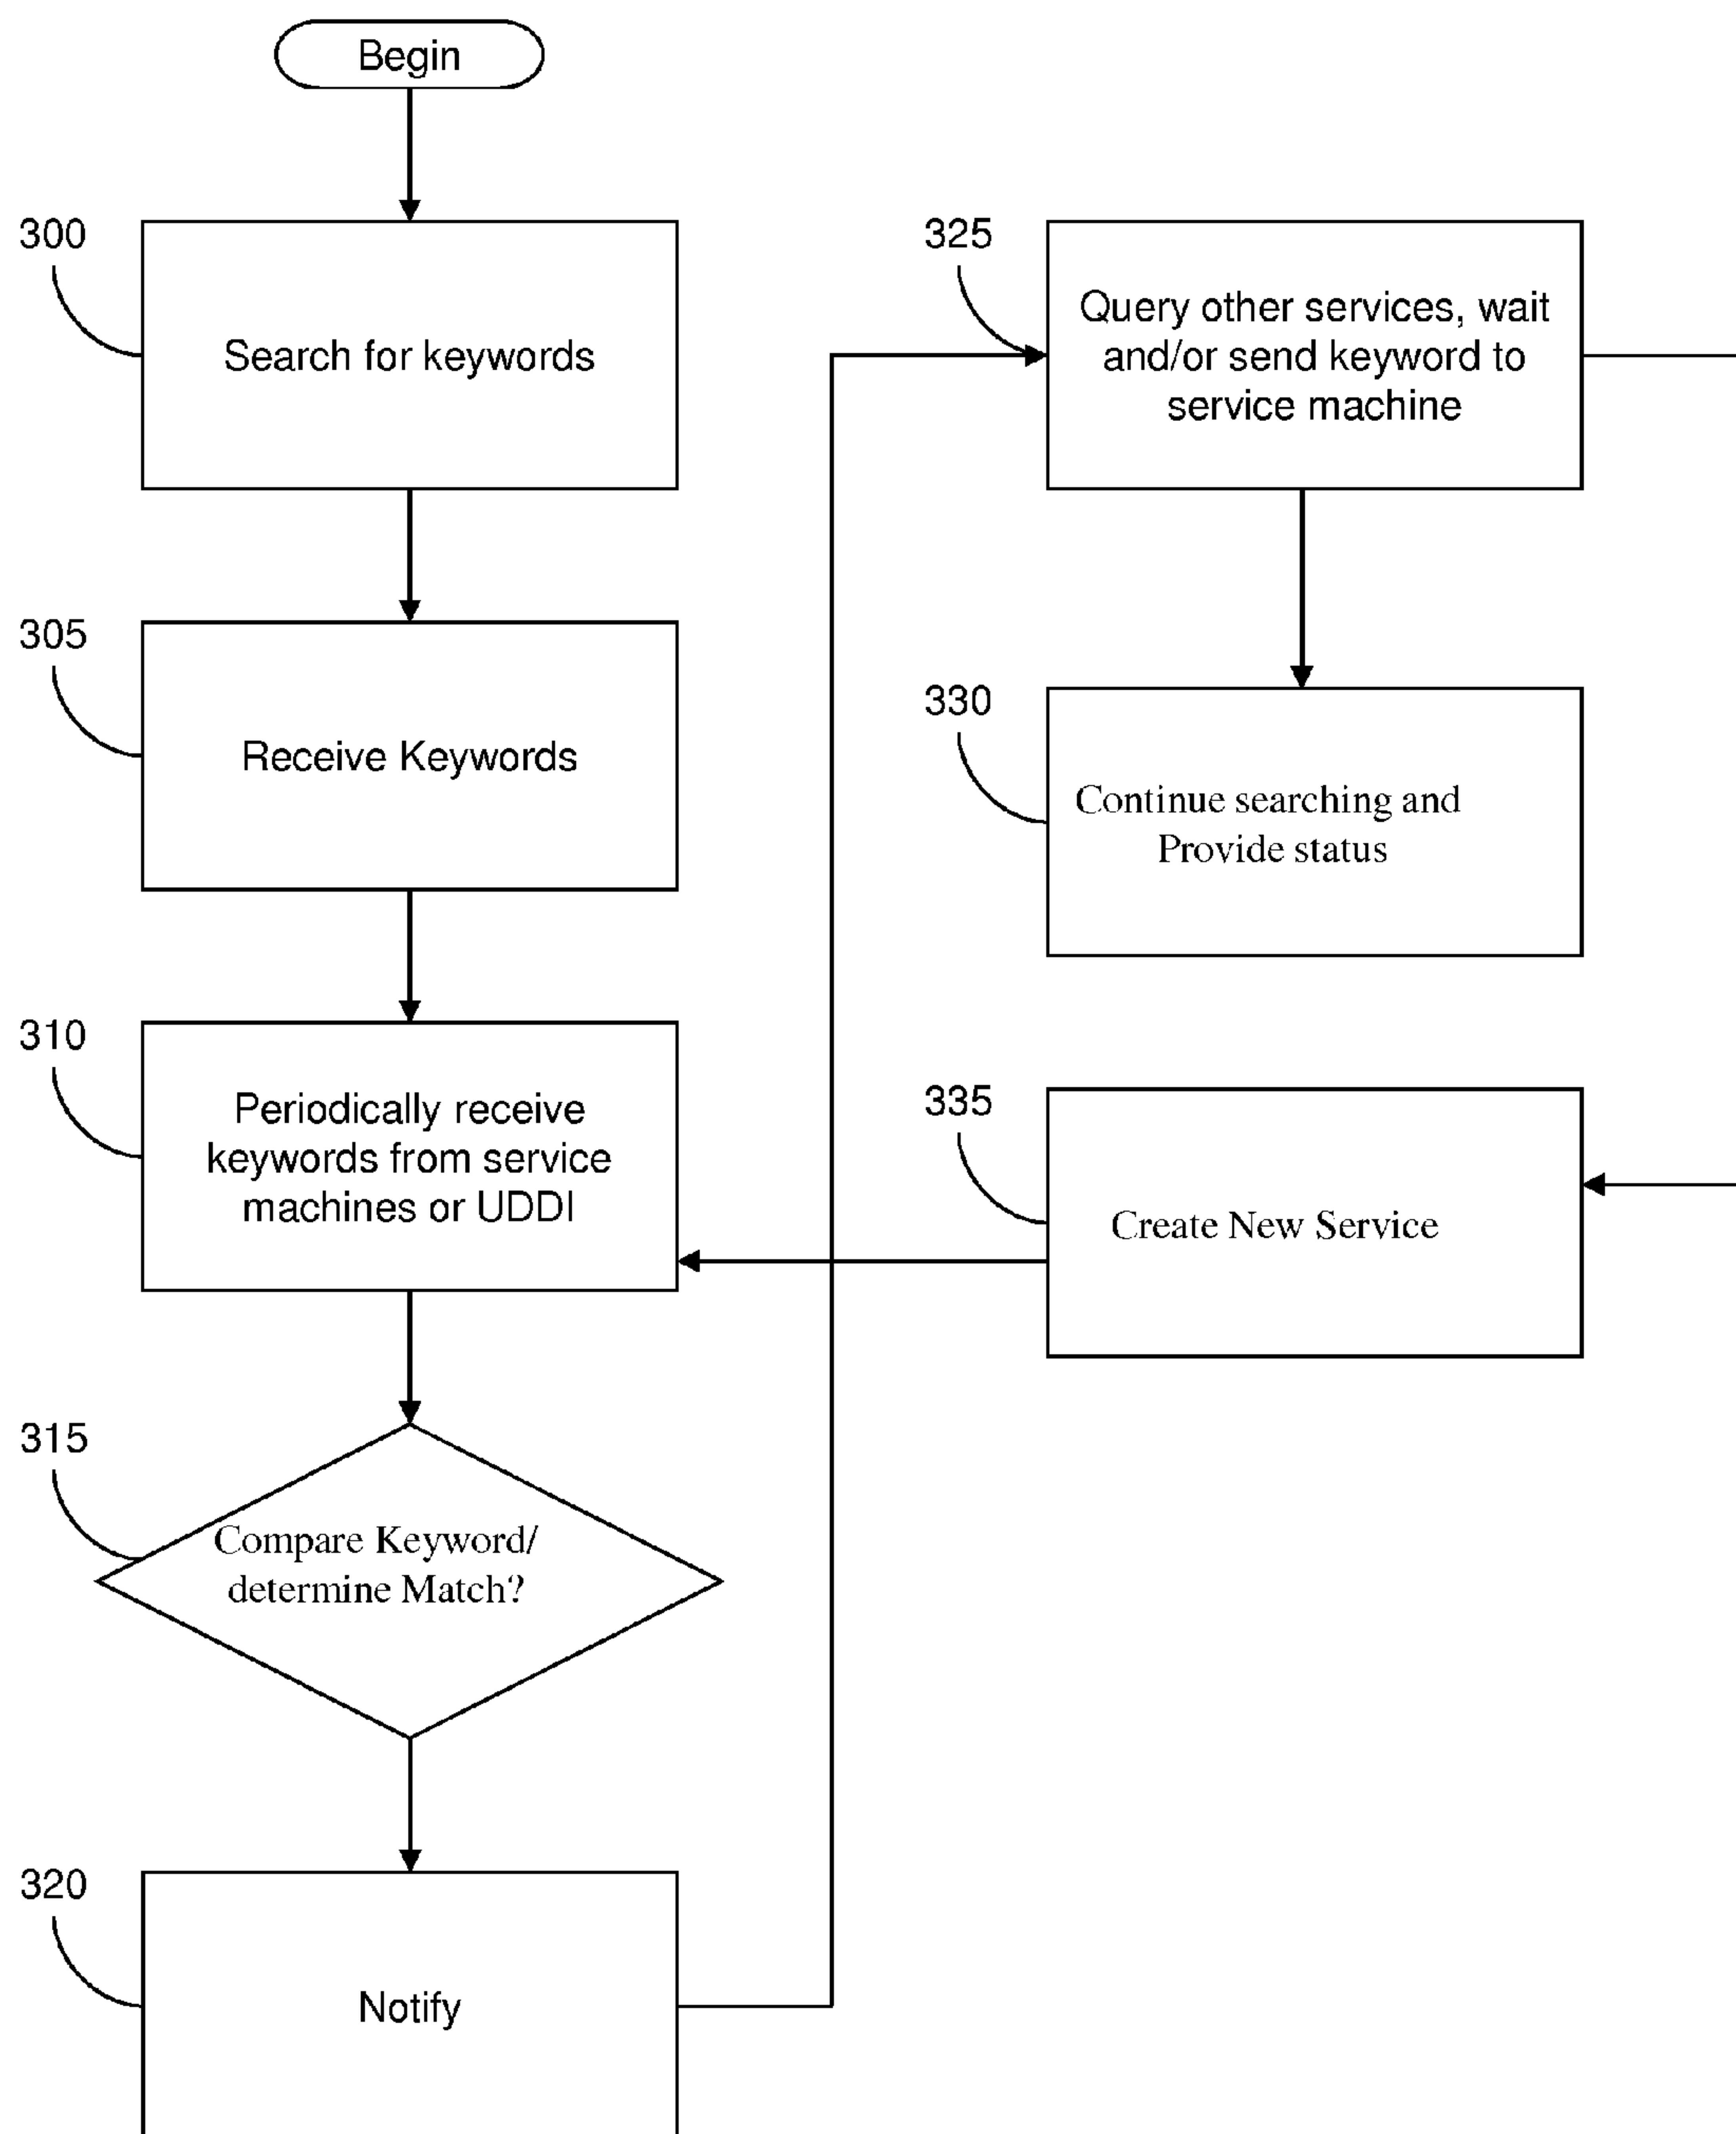 Begin
300
Search for keywords
305
Receive Keywords
310
Periodically receive
keywords from service
machines or UDDI
315
Compare Keyword/
determine Match?
320
Notify
325
Query other services, wait
and/or send keyword to
service machine
330
Continue searching and
Provide status
335
Create New Service